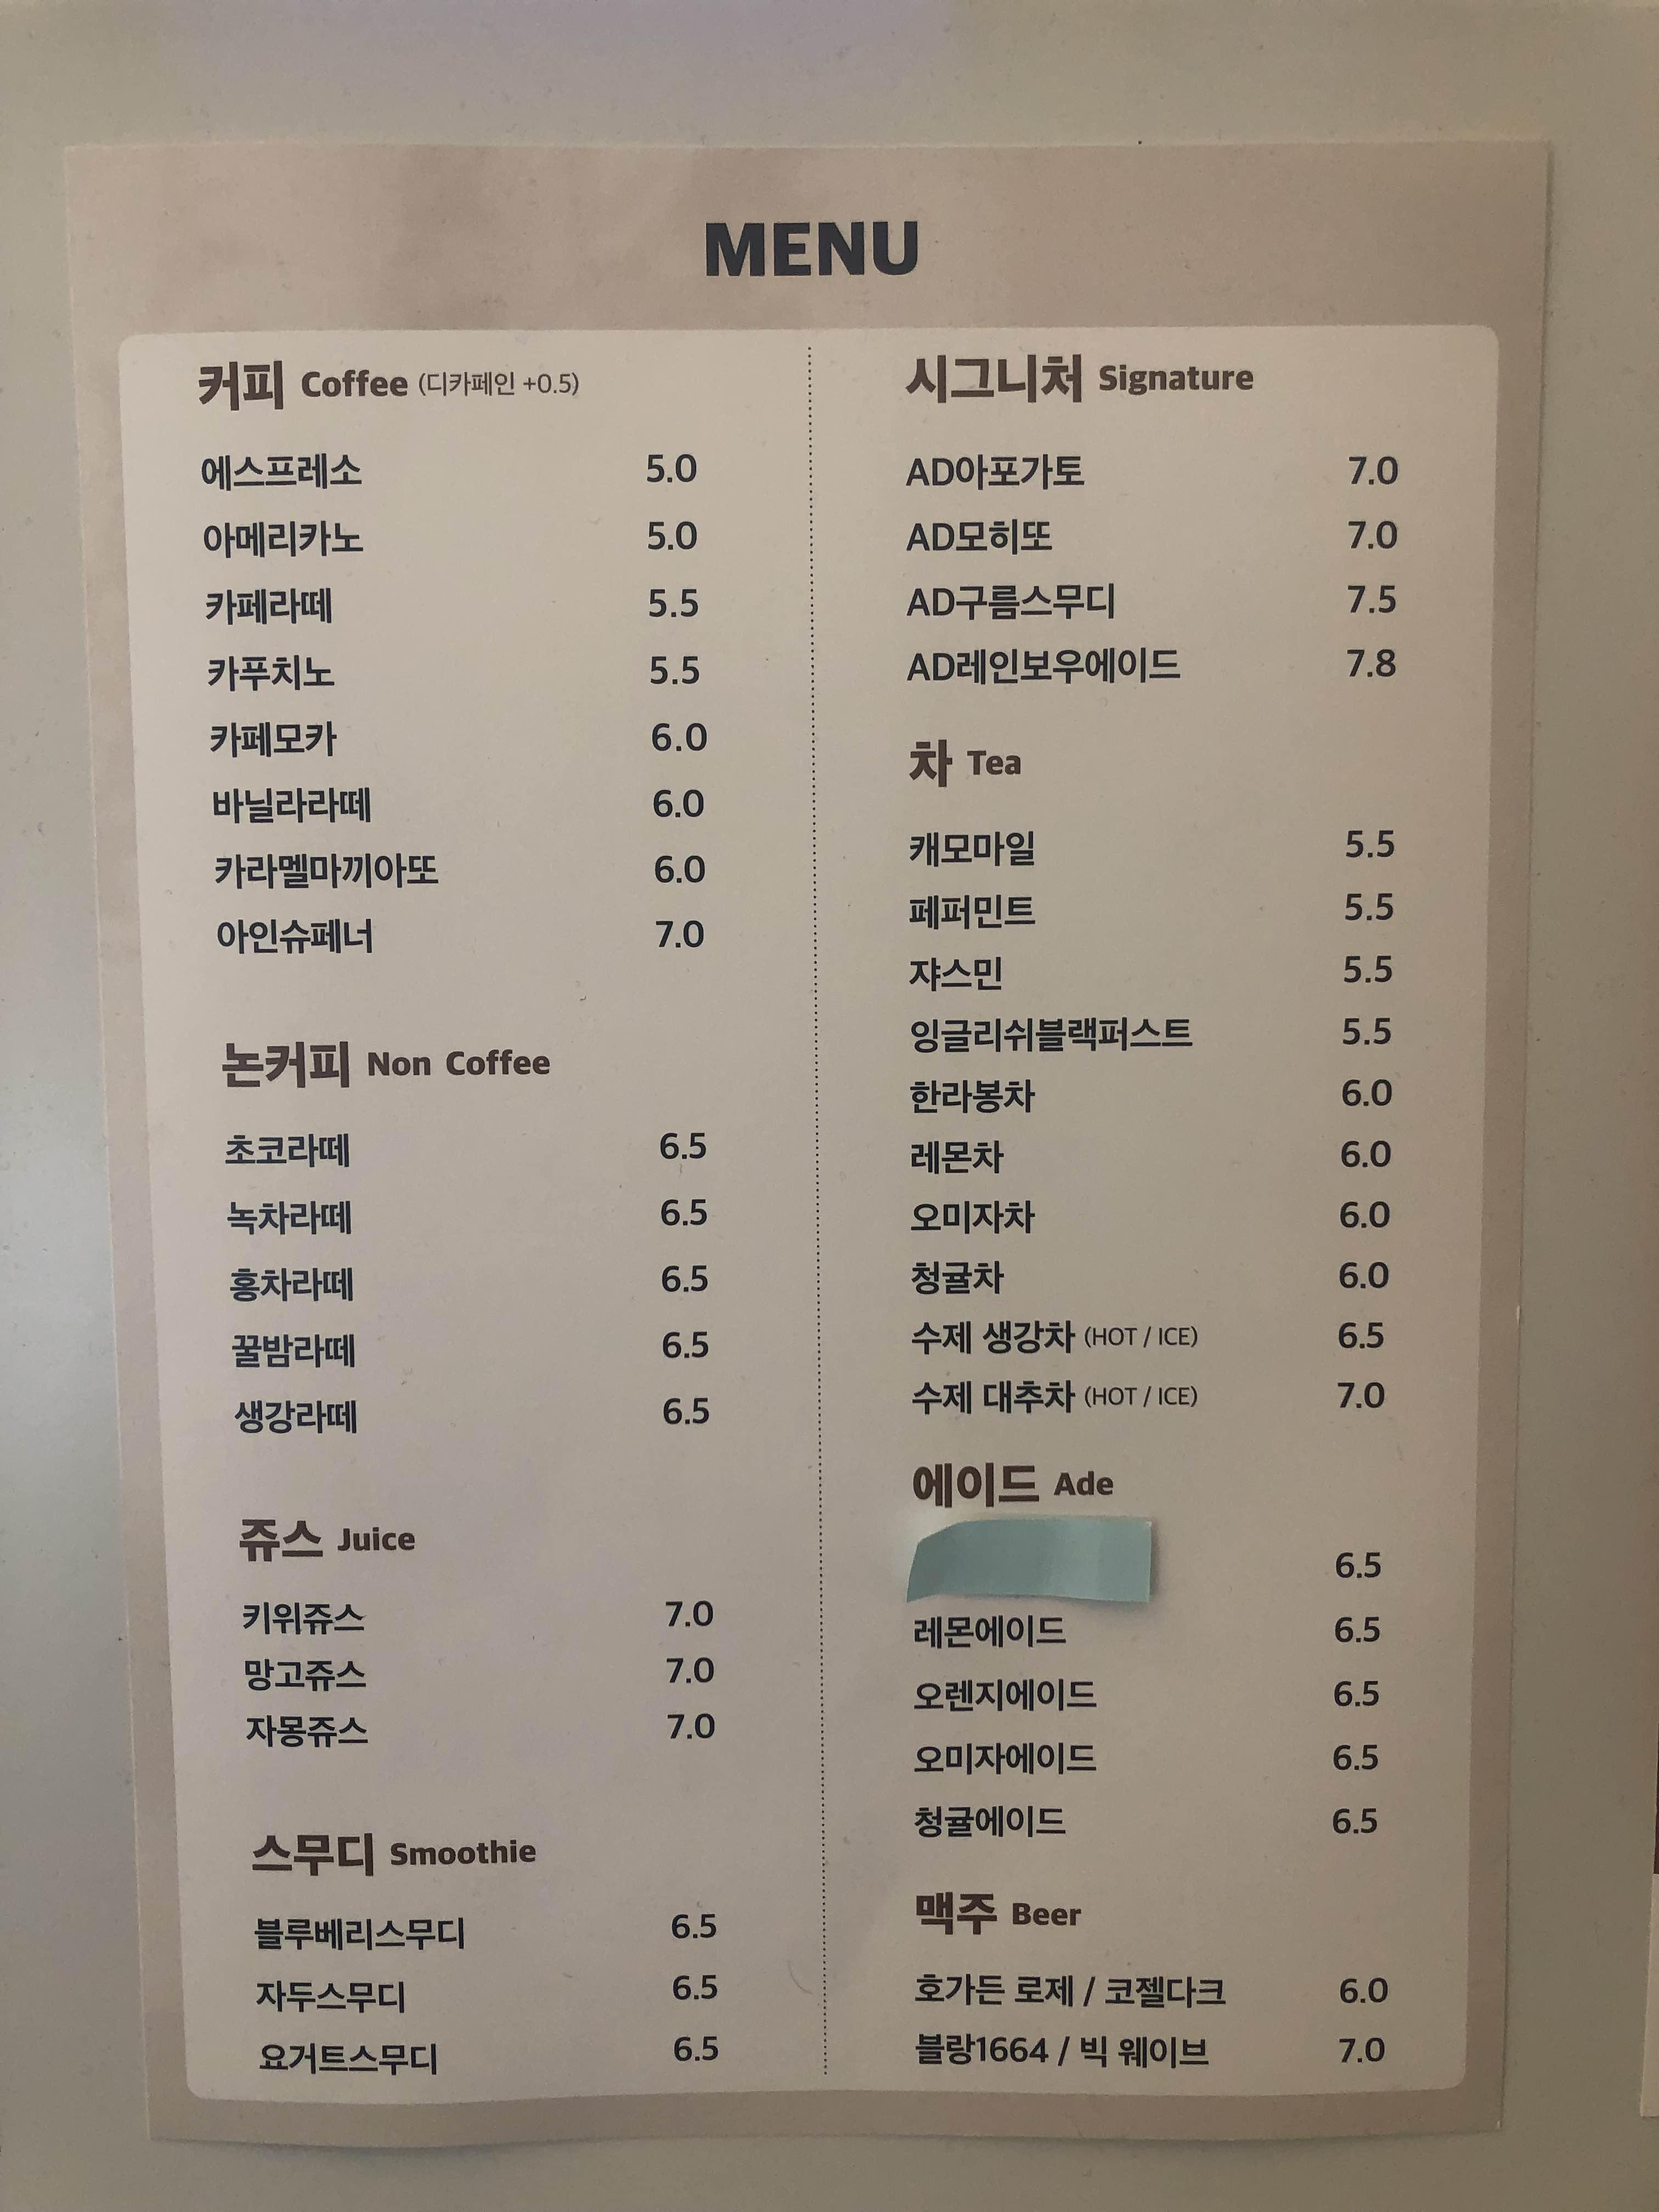 MENU
커피 Coffee (디카페인 +0.5)
에스프레소 5.0
아메리카노 5.0
카페라떼 5.5
카푸치노 5.5
카페모카 6.0
바닐라라떼 6.0
카라멜마끼아또 6.0
아인슈페너 7.0
논커피 Non Coffee
초코라떼 6.5
녹차라떼 6.5
홍차라떼 6.5
꿀밤라떼 6.5
생강라떼 6.5
쥬스 Juice
키위쥬스 7.0
망고쥬스 7.0
자몽쥬스 7.0
스무디 Smoothie
블루베리스무디 6.5
자두스무디 6.5
요거트스무디 6.5
시그니처 Signature
AD아포가토 7.0
AD모히또 7.0
AD구름스무디 7.5
AD레인보우에이드 7.8
차 Tea
캐모마일 5.5
페퍼민트 5.5
쟈스민 5.5
잉글리쉬블랙퍼스트 5.5
한라봉차 6.0
레몬차 6.0
오미자차 6.0
청귤차 6.0
수제 생강차 (HOT / ICE) 6.5
수제 대추차 (HOT / ICE) 7.0
에이드 Ade
6.5
레몬에이드 6.5
오렌지에이드 6.5
오미자에이드 6.5
청귤에이드 6.5
맥주 Beer
호가든 로제 / 코젤다크 6.0
블랑1664 / 빅 웨이브 7.0